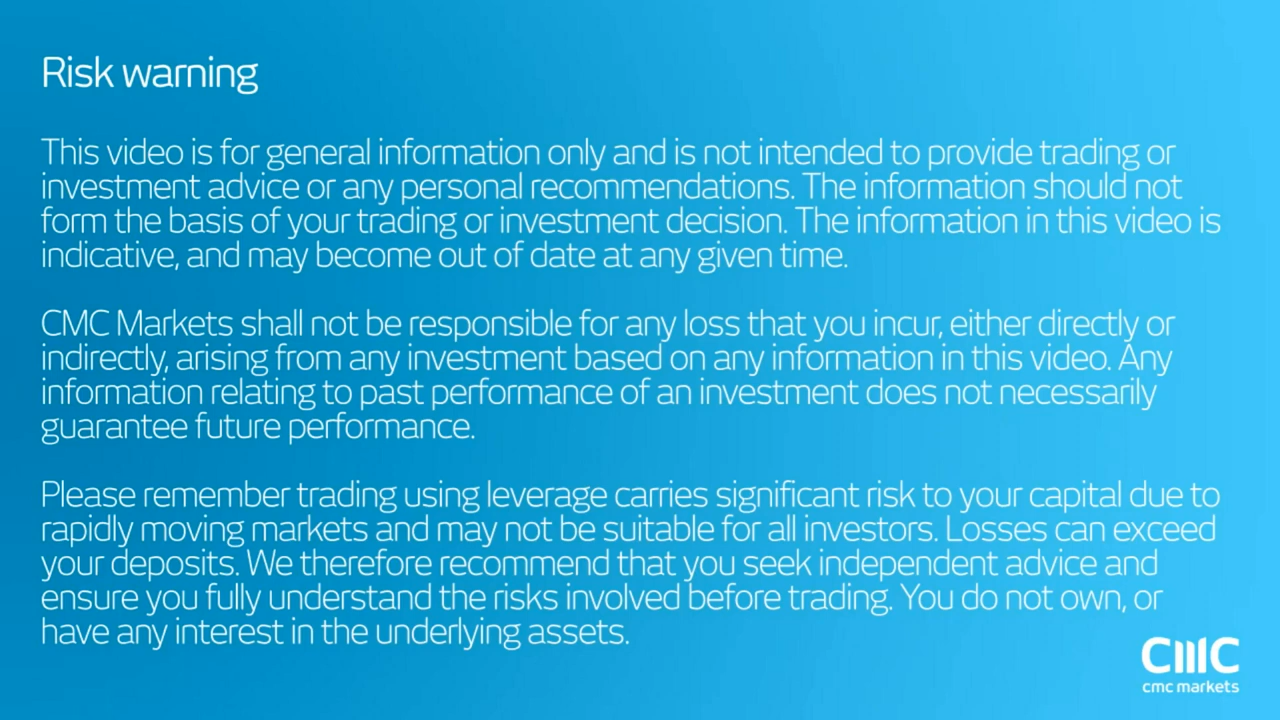 Risk warning
This video is for general information only and is not intended to provide trading or
investment advice or any personal recommendations. The information should not
form the basis of your trading or investment decision. The information in this video is
indicative, and may become out of date at any given time.
CMC Markets shall not be responsible for any loss that you incur, either directly or
indirectly, arising from any investment based on any information in this video. Any
information relating to past performance of an investment does not necessarily
guarantee future performance.
Please remember trading using leverage carries significant risk to your capital due to
rapidly moving markets and may not be suitable for all investors. Losses can exceed
your deposits. We therefore recommend that you seek independent advice and
ensure you fully understand the risks involved before trading. You do not own, or
have any interest in the underlying assets.
CMC
cmc markets